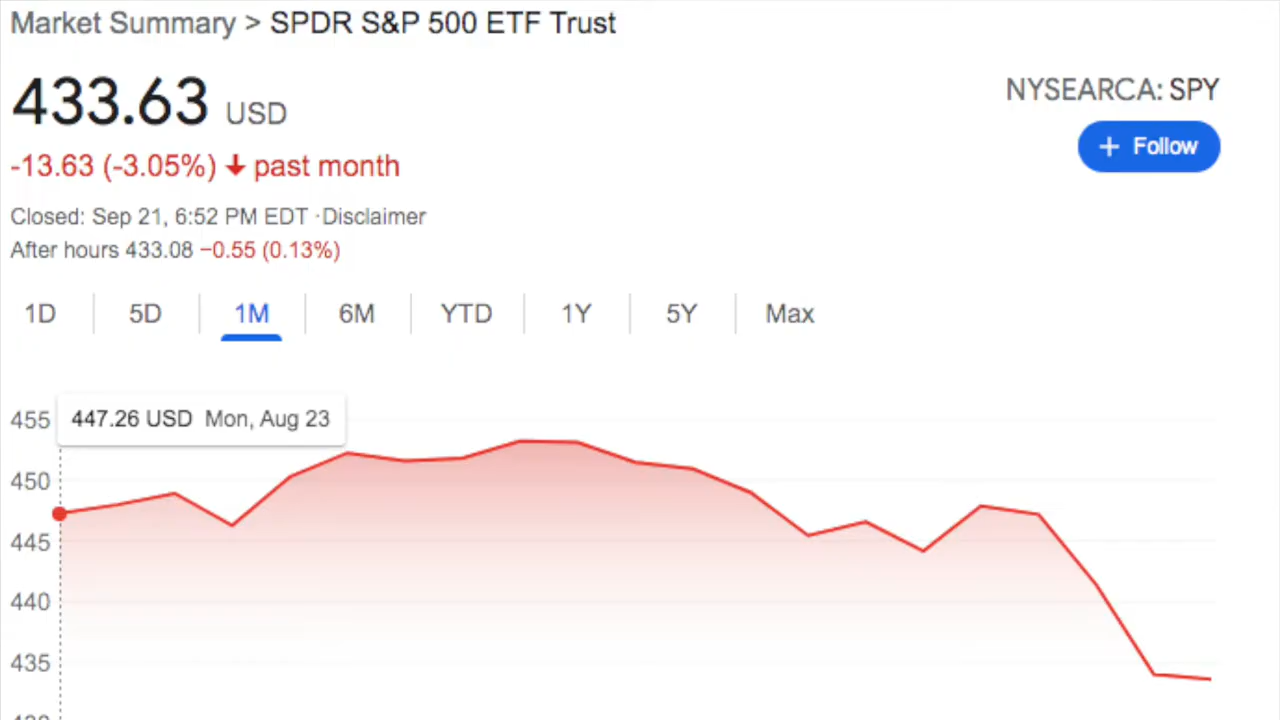 Market Summary > SPDR S&P 500 ETF Trust
433.63 USD
NYSEARCA: SPY
+ Follow
-13.63 (-3.05%) ↓ past month
Closed: Sep 21, 6:52 PM EDT · Disclaimer
After hours 433.08 −0.55 (0.13%)
1D 5D 1M 6M YTD 1Y 5Y Max
447.26 USD Mon, Aug 23
455
450
445
440
435